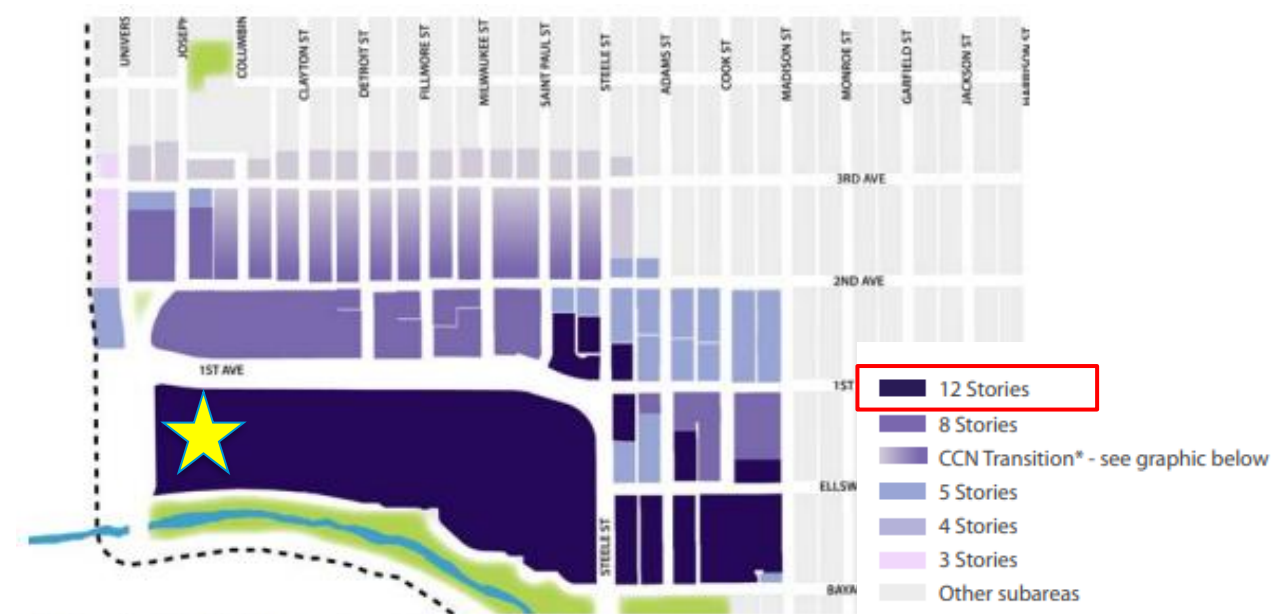 UNIVERS
JOSEPH
COLUMBIN
CLAYTON ST
DETROIT ST
FILLMORE ST
MILWAUKEE ST
SAINT PAUL ST
STEELE ST
ADAMS ST
COOK ST
MADISON ST
MONROE ST
GARFIELD ST
JACKSON ST
HARRISON ST
3RD AVE
2ND AVE
1ST AVE
1ST
ELLSW
STEELE ST
BAYA
12 Stories
8 Stories
CCN Transition* - see graphic below
5 Stories
4 Stories
3 Stories
Other subareas